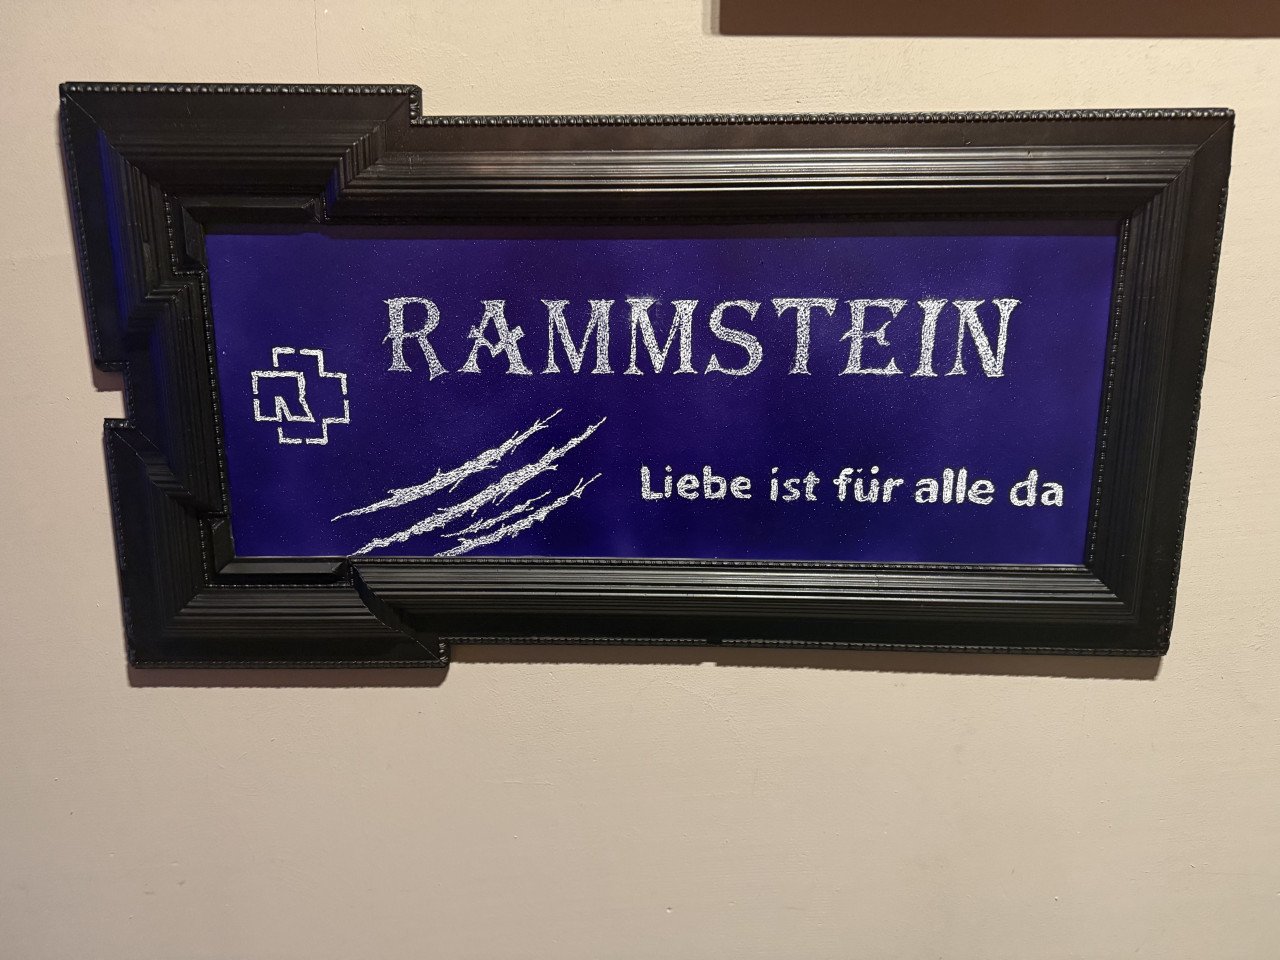 RAMMSTEIN
R
Liebe ist für alle da